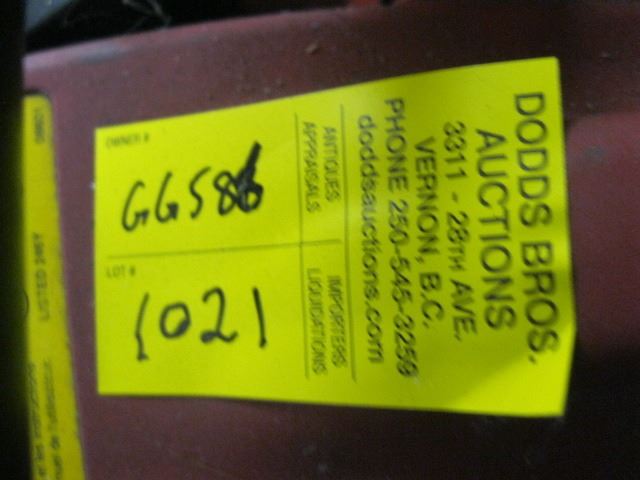 DODDS BROS.
AUCTIONS
3311 - 28TH AVE.
VERNON, B.C.
PHONE 250-545-3259
doddsauctions.com
ANTIQUES
APPRAISALS
IMPORTERS
LIQUIDATIONS
OWNER #
GG586
LOT #
1021
LISTED